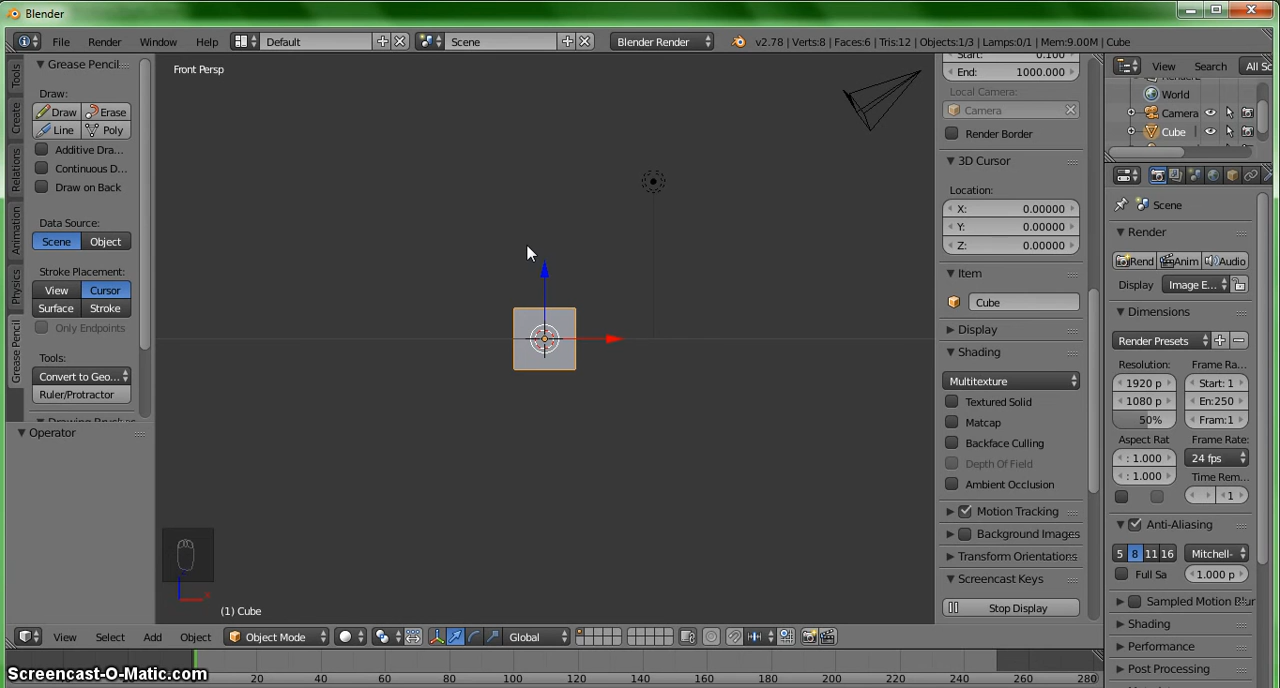 Blender
File Render Window Help Default Scene Blender Render v2.78 | Verts:8 | Faces:6 | Tris:12 | Objects:1/3 | Lamps:0/1 | Mem:9.00M | Cube
Tools
Create
Relations
Animation
Physics
Grease Pencil
Grease Pencil
Draw:
Draw Erase
Line Poly
Additive Dra...
Continuous D...
Draw on Back
Data Source:
Scene Object
Stroke Placement:
View Cursor
Surface Stroke
Only Endpoints
Tools:
Convert to Geo...
Ruler/Protractor
Operator
Front Persp
(1) Cube
End: 1000.000
Local Camera:
Camera
Render Border
3D Cursor
Location:
X: 0.00000
Y: 0.00000
Z: 0.00000
Item
Cube
Display
Shading
Multitexture
Textured Solid
Matcap
Backface Culling
Depth Of Field
Ambient Occlusion
Motion Tracking
Background Images
Transform Orientations
Screencast Keys
Stop Display
View Search All Sc
World
Camera
Cube
Scene
Render
Rend Anim Audio
Display Image E...
Dimensions
Render Presets
Resolution: Frame Ra...
1920 p Start: 1
1080 p En:250
50% Fram:1
Aspect Rat Frame Rate:
: 1.000 24 fps
: 1.000 Time Rem...
1
Anti-Aliasing
5 8 11 16 Mitchell-
Full Sa 1.000 p
Sampled Motion Blur
Shading
Performance
Post Processing
View Select Add Object Object Mode Global
20 40 60 80 100 120 140 160 180 200 220 240 260 280
Screencast-O-Matic.com